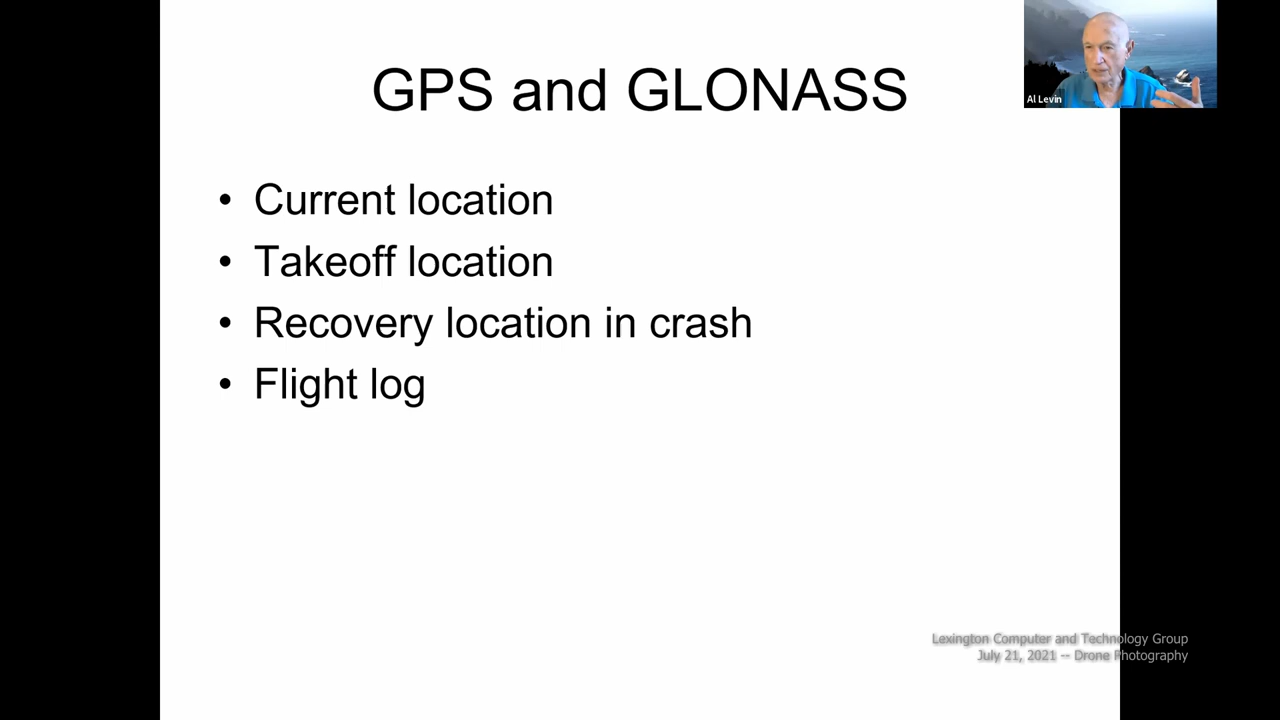 GPS and GLONASS
Al Levin
• Current location
• Takeoff location
• Recovery location in crash
• Flight log
Lexington Computer and Technology Group
July 21, 2021 -- Drone Photography